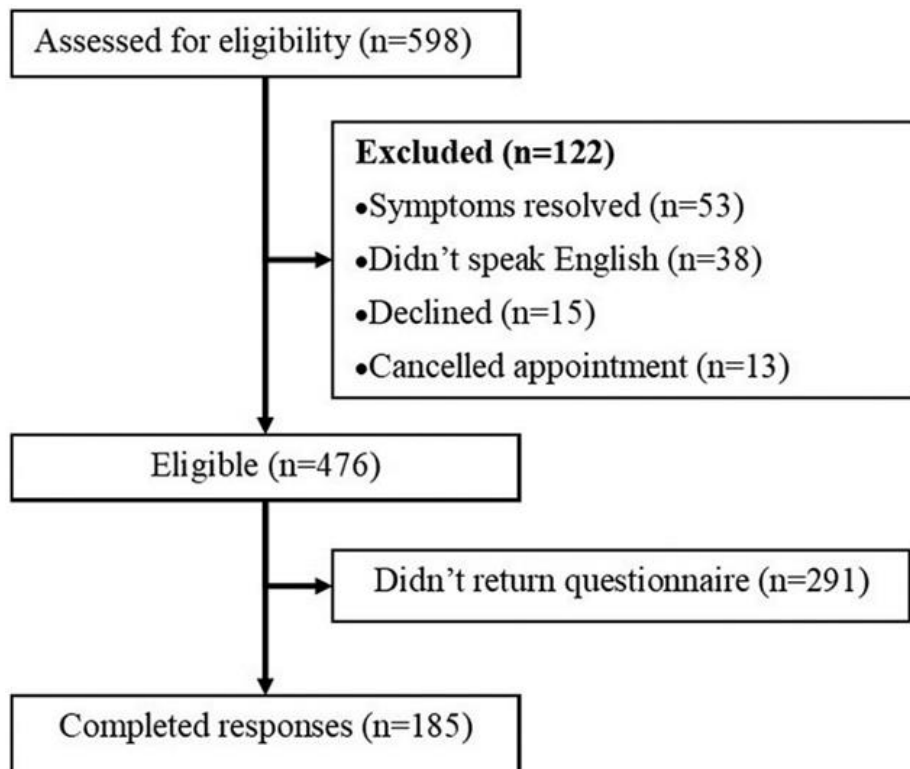 Assessed for eligibility (n=598)
Excluded (n=122)
•Symptoms resolved (n=53)
•Didn’t speak English (n=38)
•Declined (n=15)
•Cancelled appointment (n=13)
Eligible (n=476)
Didn’t return questionnaire (n=291)
Completed responses (n=185)